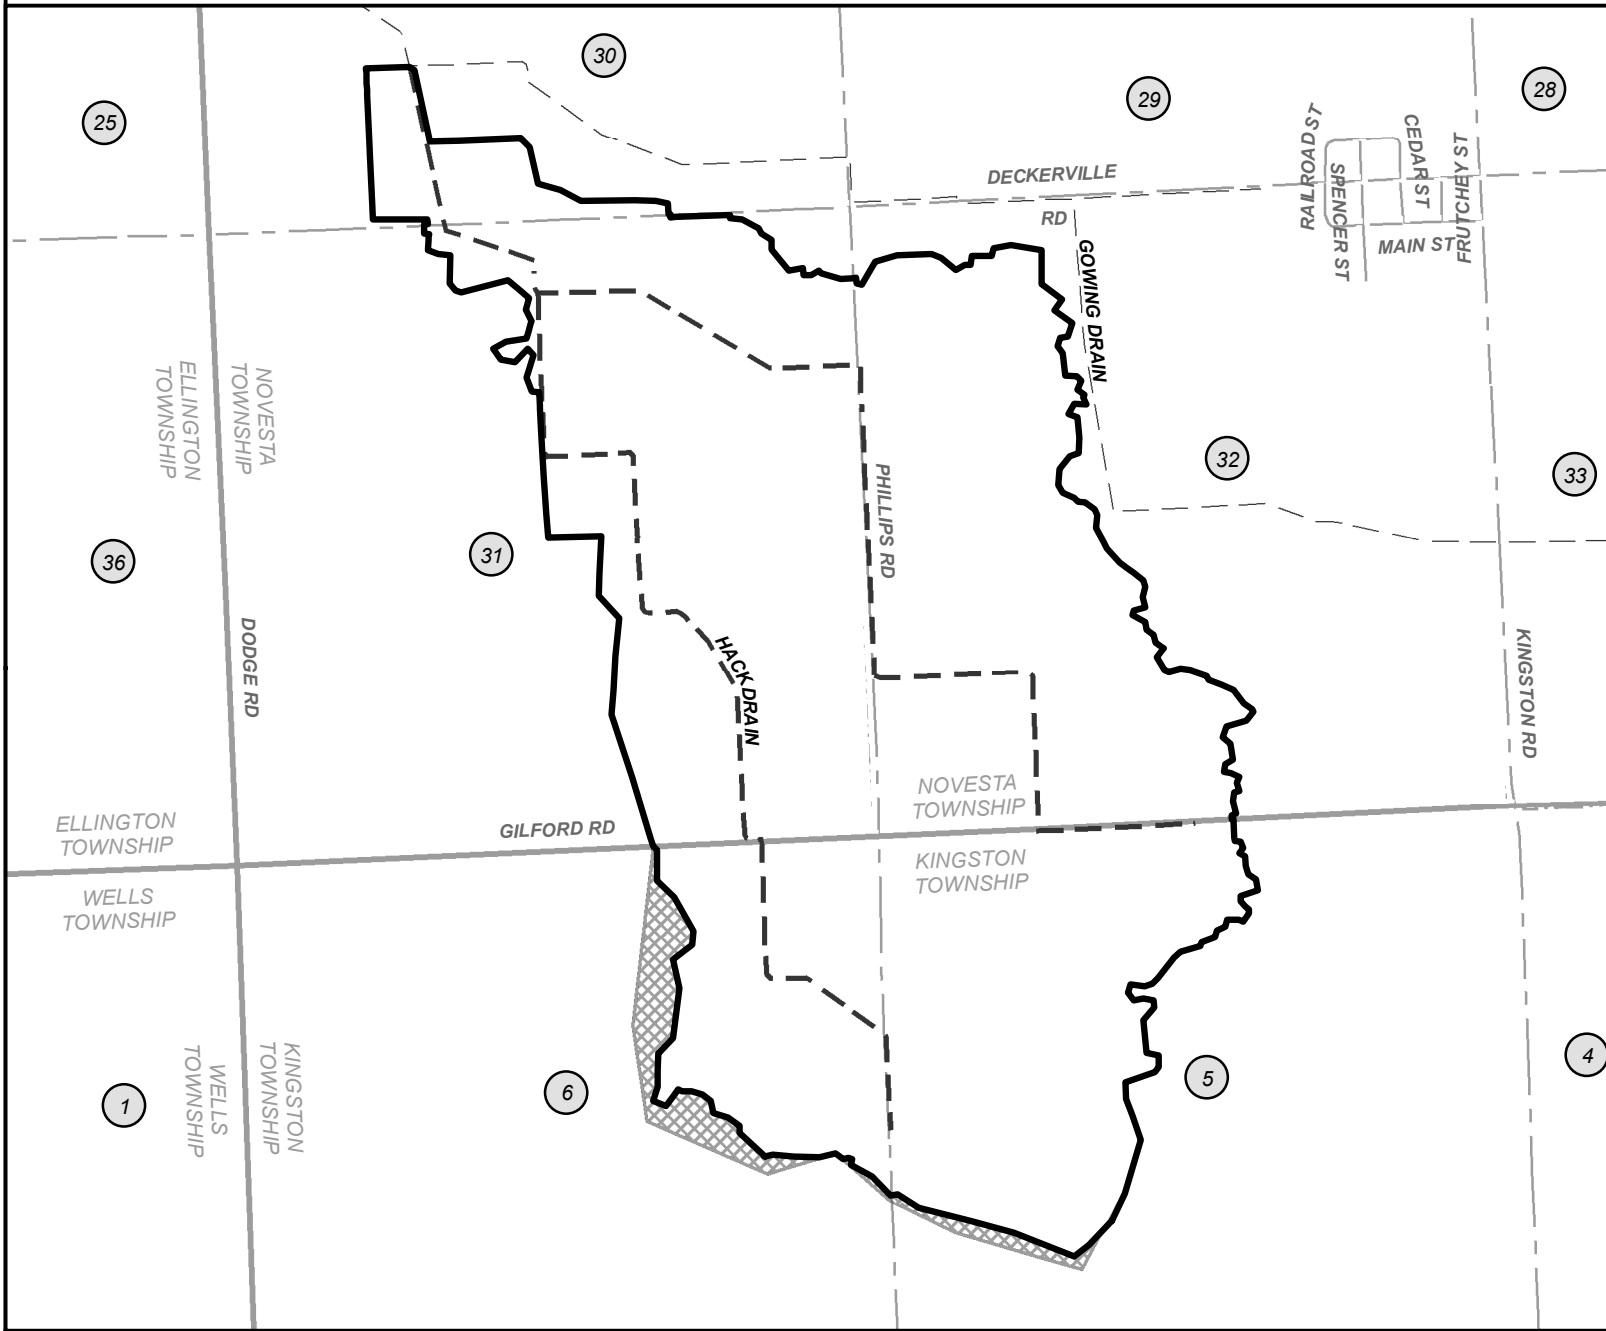 30
29
28
25
DECKERVILLE
RD
RAILROAD ST
SPENCER ST
CEDAR ST
FRUTCHEY ST
MAIN ST
GOWING DRAIN
ELLINGTON
TOWNSHIP
NOVESTA
TOWNSHIP
32
33
PHILLIPS RD
36
31
DODGE RD
HACK DRAIN
KINGSTON RD
NOVESTA
TOWNSHIP
ELLINGTON
TOWNSHIP
GILFORD RD
KINGSTON
TOWNSHIP
WELLS
TOWNSHIP
WELLS
TOWNSHIP
KINGSTON
TOWNSHIP
1
6
5
4